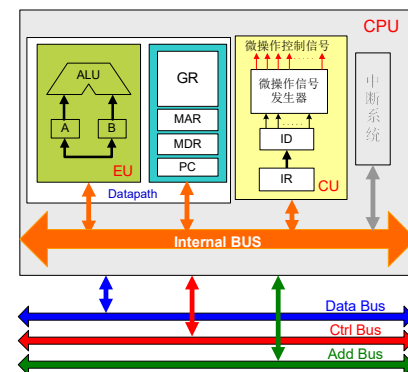 CPU
ALU
A
B
EU
GR
MAR
MDR
PC
Datapath
微操作控制信号
微操作信号
发生器
ID
IR
CU
中断系统
Internal BUS
Data Bus
Ctrl Bus
Add Bus